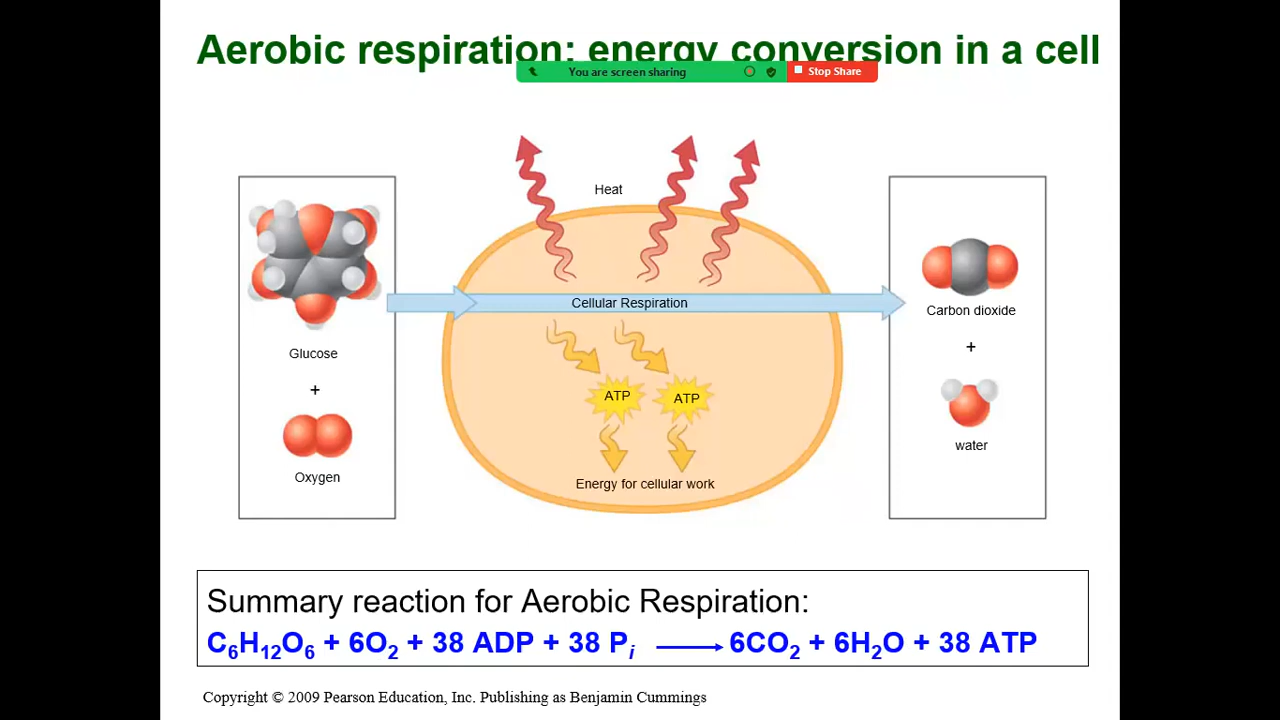 Aerobic respiration: energy conversion in a cell
You are screen sharing
Stop Share
Heat
Cellular Respiration
Glucose
+
Oxygen
ATP
ATP
Energy for cellular work
Carbon dioxide
+
water
Summary reaction for Aerobic Respiration:
C₆H₁₂O₆ + 6O₂ + 38 ADP + 38 Pᵢ ⟶ 6CO₂ + 6H₂O + 38 ATP
Copyright © 2009 Pearson Education, Inc. Publishing as Benjamin Cummings